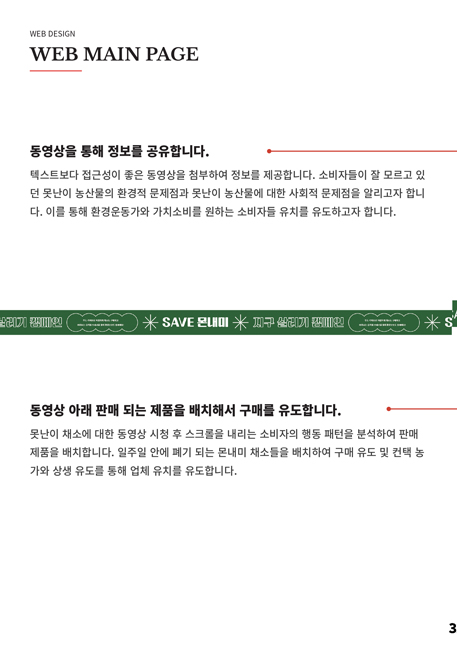 WEB DESIGN
WEB MAIN PAGE
동영상을 통해 정보를 공유합니다.
텍스트보다 접근성이 좋은 동영상을 첨부하여 정보를 제공합니다. 소비자들이 잘 모르고 있
던 못난이 농산물의 환경적 문제점과 못난이 농산물에 대한 사회적 문제점을 알리고자 합니
다. 이를 통해 환경운동가와 가치소비를 원하는 소비자들 유치를 유도하고자 합니다.
살리기 캠페인 SAVE 몬내미 지구 살리기 캠페인
동영상 아래 판매 되는 제품을 배치해서 구매를 유도합니다.
못난이 채소에 대한 동영상 시청 후 스크롤을 내리는 소비자의 행동 패턴을 분석하여 판매
제품을 배치합니다. 일주일 안에 폐기 되는 몬내미 채소들을 배치하여 구매 유도 및 컨택 농
가와 상생 유도를 통해 업체 유치를 유도합니다.
3